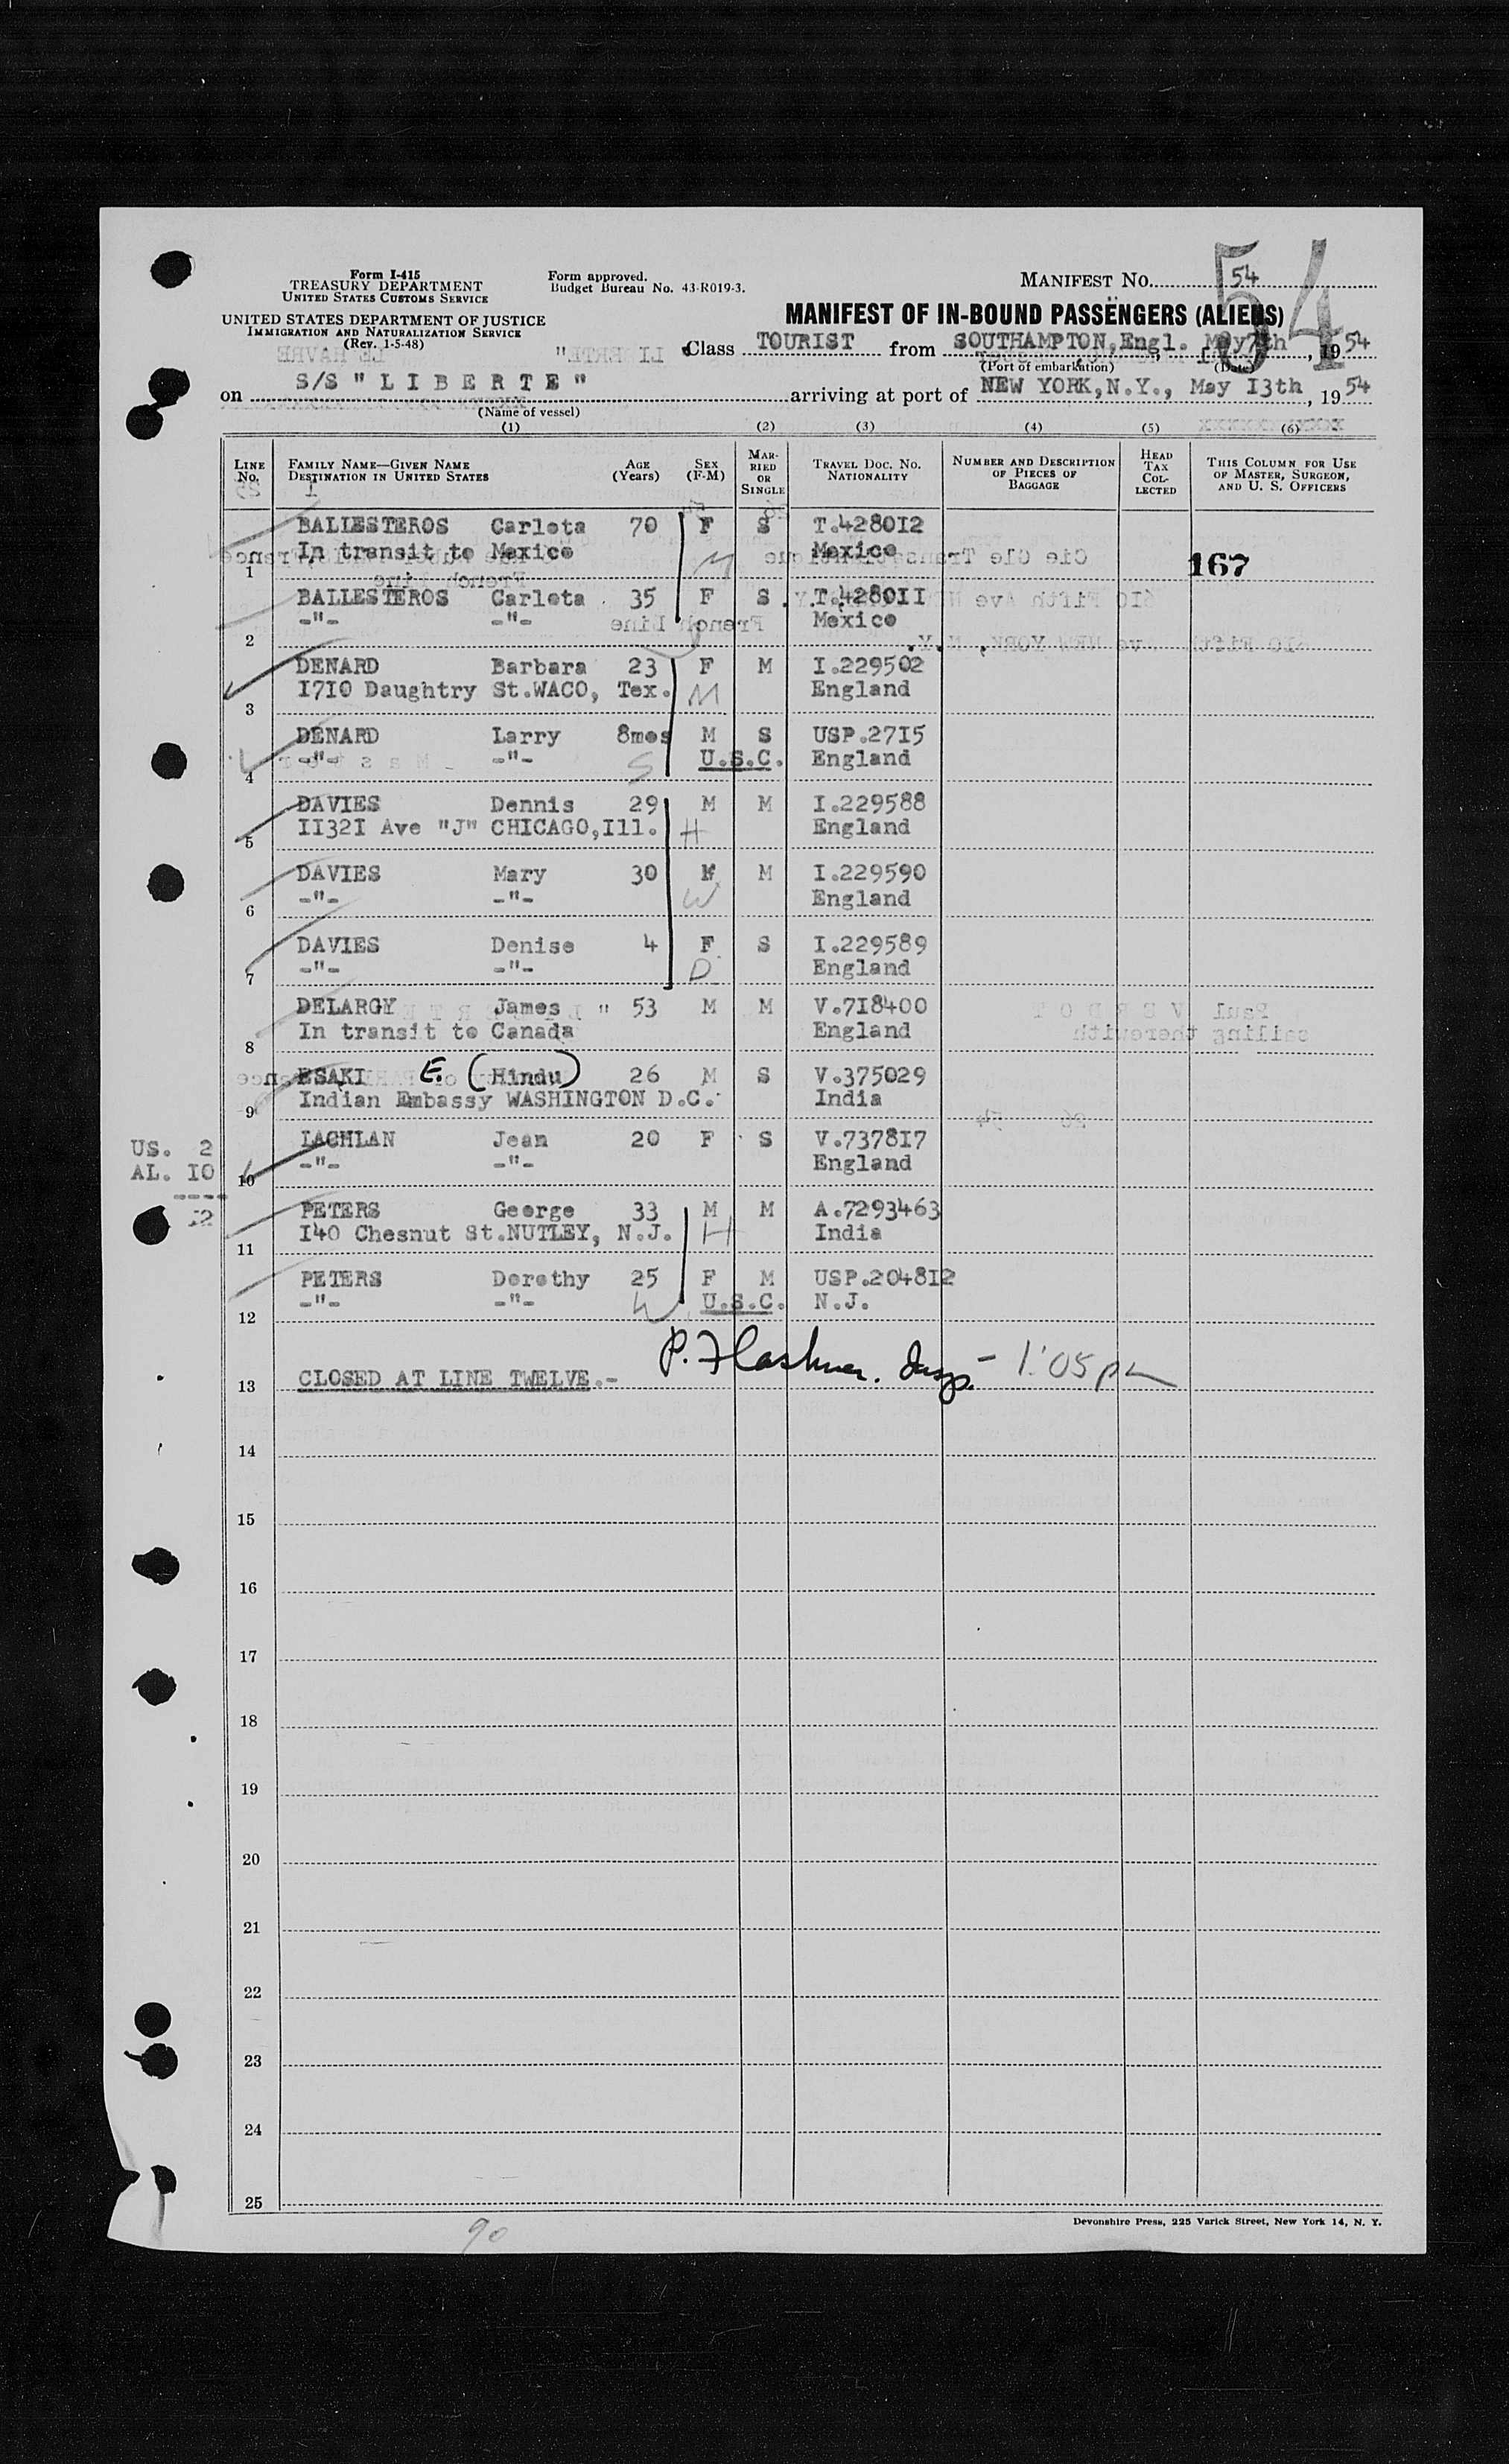 Form I-415
TREASURY DEPARTMENT
UNITED STATES CUSTOMS SERVICE
UNITED STATES DEPARTMENT OF JUSTICE
IMMIGRATION AND NATURALIZATION SERVICE
(Rev. 1-5-48)
Form approved.
Budget Bureau No. 43-R019-3.
MANIFEST No. 54
54
MANIFEST OF IN-BOUND PASSENGERS (ALIENS)
Class TOURIST from SOUTHAMPTON,Engl. May7th, 1954
(Port of embarkation) (Date)
on S/S " L I B E R T E " arriving at port of NEW YORK,N.Y., May 13th, 1954
(Name of vessel)
(1) (2) (3) (4) (5) (6)
LINE No. FAMILY NAME—GIVEN NAME DESTINATION IN UNITED STATES AGE (Years) SEX (F-M) MARRIED OR SINGLE TRAVEL DOC. NO. NATIONALITY NUMBER AND DESCRIPTION OF PIECES OF BAGGAGE HEAD TAX COLLECTED THIS COLUMN FOR USE OF MASTER, SURGEON, AND U. S. OFFICERS
BALLESTEROS Carlota 70 F S T.428012
1 In transit to Mexico M Mexico 167
BALLESTEROS Carlota 35 F S T.428011
2 -"- -"- Mexico
DENARD Barbara 23 F M I.229502
3 1710 Daughtry St.WACO, Tex. M England
DENARD Larry 8mos M S USP.2715
4 -"- -"- S U.S.C. England
DAVIES Dennis 29 M M I.229588
5 11321 Ave "J" CHICAGO,Ill. H England
DAVIES Mary 30 F M I.229590
6 -"- -"- W England
DAVIES Denise 4 F S I.229589
7 -"- -"- D England
DELARGY James 53 M M V.718400
8 In transit to Canada England
ESAKI E. (Hindu) 26 M S V.375029
9 Indian Embassy WASHINGTON D.C. India
LACHLAN Jean 20 F S V.737817
10 -"- -"- England
US. 2
AL. 10
----
12
PETERS George 33 M M A.7293463
11 140 Chesnut St.NUTLEY, N.J. H India
PETERS Dorothy 25 F M USP.204812
12 -"- -"- W U.S.C. N.J.
13 CLOSED AT LINE TWELVE.- P. Flashner. Insp. - 1:05 pm
14
15
16
17
18
19
20
21
22
23
24
25
90
Devonshire Press, 225 Varick Street, New York 14, N. Y.